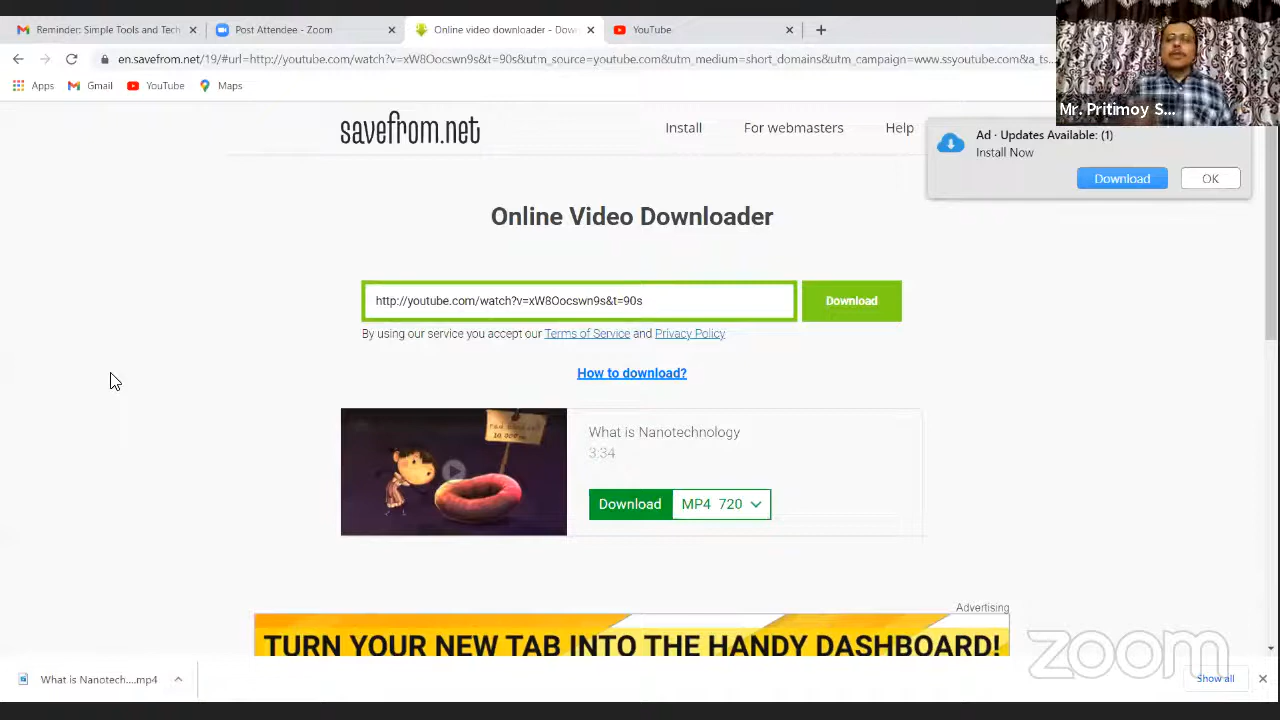 Reminder: Simple Tools and Tech
Post Attendee - Zoom
Online video downloader - Dow
YouTube
en.savefrom.net/19/#url=http://youtube.com/watch?v=xW8Oocswn9s&t=90s&utm_source=youtube.com&utm_medium=short_domains&utm_campaign=www.ssyoutube.com&a_ts...
Apps
Gmail
YouTube
Maps
Mr. Pritimoy S...
savefrom.net
Install
For webmasters
Help
Ad · Updates Available: (1)
Install Now
Download
OK
Online Video Downloader
http://youtube.com/watch?v=xW8Oocswn9s&t=90s
Download
By using our service you accept our Terms of Service and Privacy Policy
How to download?
What is Nanotechnology
3:34
Download
MP4 720
Advertising
TURN YOUR NEW TAB INTO THE HANDY DASHBOARD!
zoom
What is Nanotech....mp4
Show all